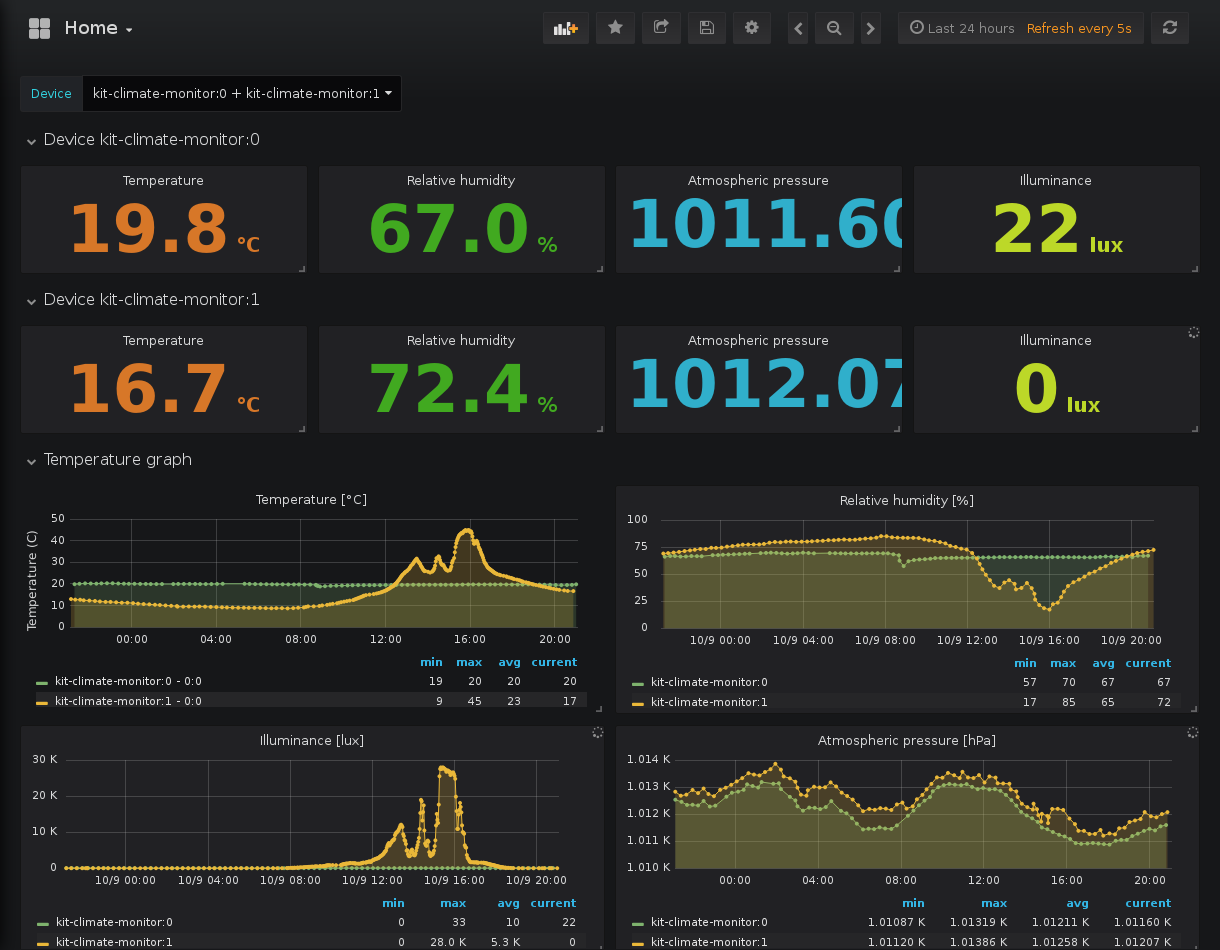 Home
Last 24 hours Refresh every 5s
Device kit-climate-monitor:0 + kit-climate-monitor:1
Device kit-climate-monitor:0
Temperature Relative humidity Atmospheric pressure Illuminance
19.8 °C 67.0 % 1011.60 22 lux
Device kit-climate-monitor:1
Temperature Relative humidity Atmospheric pressure Illuminance
16.7 °C 72.4 % 1012.07 0 lux
Temperature graph
Temperature [°C]
Temperature (C)
50
40
30
20
10
0
00:00 04:00 08:00 12:00 16:00 20:00
min max avg current
kit-climate-monitor:0 - 0:0 19 20 20 20
kit-climate-monitor:1 - 0:0 9 45 23 17
Relative humidity [%]
100
75
50
25
0
10/9 00:00 10/9 04:00 10/9 08:00 10/9 12:00 10/9 16:00 10/9 20:00
min max avg current
kit-climate-monitor:0 57 70 67 67
kit-climate-monitor:1 17 85 65 72
Illuminance [lux]
30 K
20 K
10 K
0
10/9 00:00 10/9 04:00 10/9 08:00 10/9 12:00 10/9 16:00 10/9 20:00
min max avg current
kit-climate-monitor:0 0 33 10 22
kit-climate-monitor:1 0 28.0 K 5.3 K 0
Atmospheric pressure [hPa]
1.014 K
1.013 K
1.012 K
1.011 K
1.010 K
00:00 04:00 08:00 12:00 16:00 20:00
min max avg current
kit-climate-monitor:0 1.01087 K 1.01319 K 1.01211 K 1.01160 K
kit-climate-monitor:1 1.01120 K 1.01386 K 1.01258 K 1.01207 K